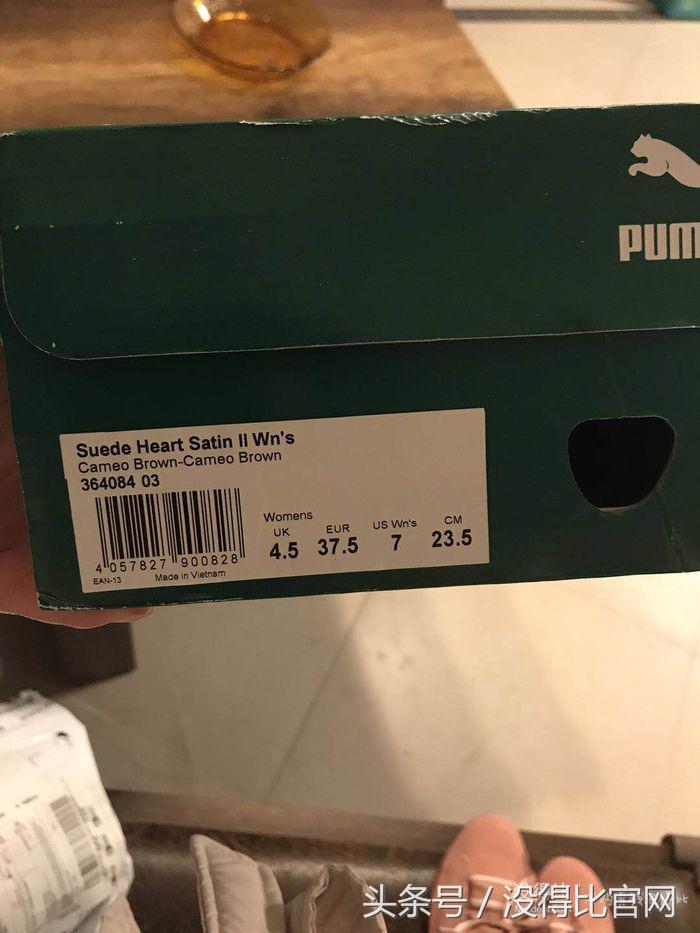 PUM
Suede Heart Satin II Wn's
Cameo Brown-Cameo Brown
364084 03
Womens
UK EUR US Wn's CM
4.5 37.5 7 23.5
4 057827 900828
EAN-13 Made in Vietnam
头条号 / 没得比官网